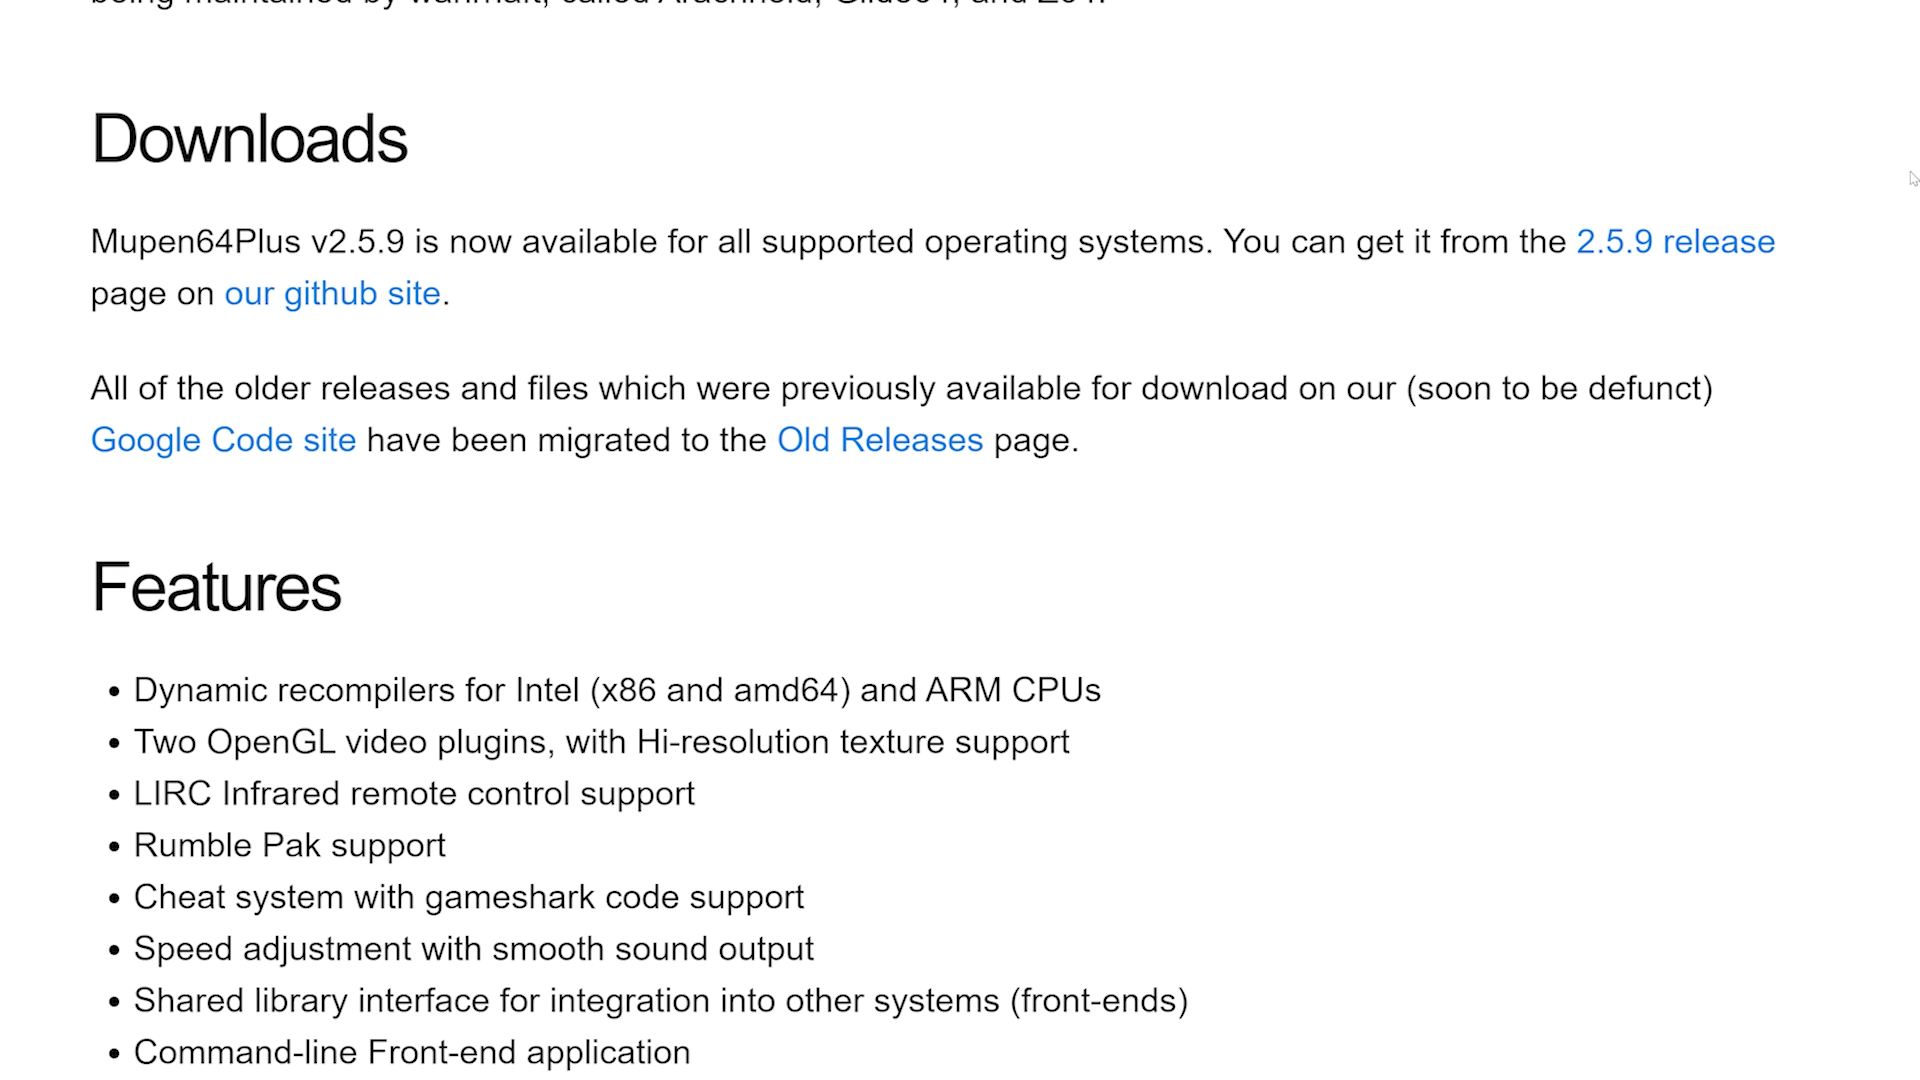 Downloads
Mupen64Plus v2.5.9 is now available for all supported operating systems. You can get it from the 2.5.9 release
page on our github site.
All of the older releases and files which were previously available for download on our (soon to be defunct)
Google Code site have been migrated to the Old Releases page.
Features
• Dynamic recompilers for Intel (x86 and amd64) and ARM CPUs
• Two OpenGL video plugins, with Hi-resolution texture support
• LIRC Infrared remote control support
• Rumble Pak support
• Cheat system with gameshark code support
• Speed adjustment with smooth sound output
• Shared library interface for integration into other systems (front-ends)
• Command-line Front-end application